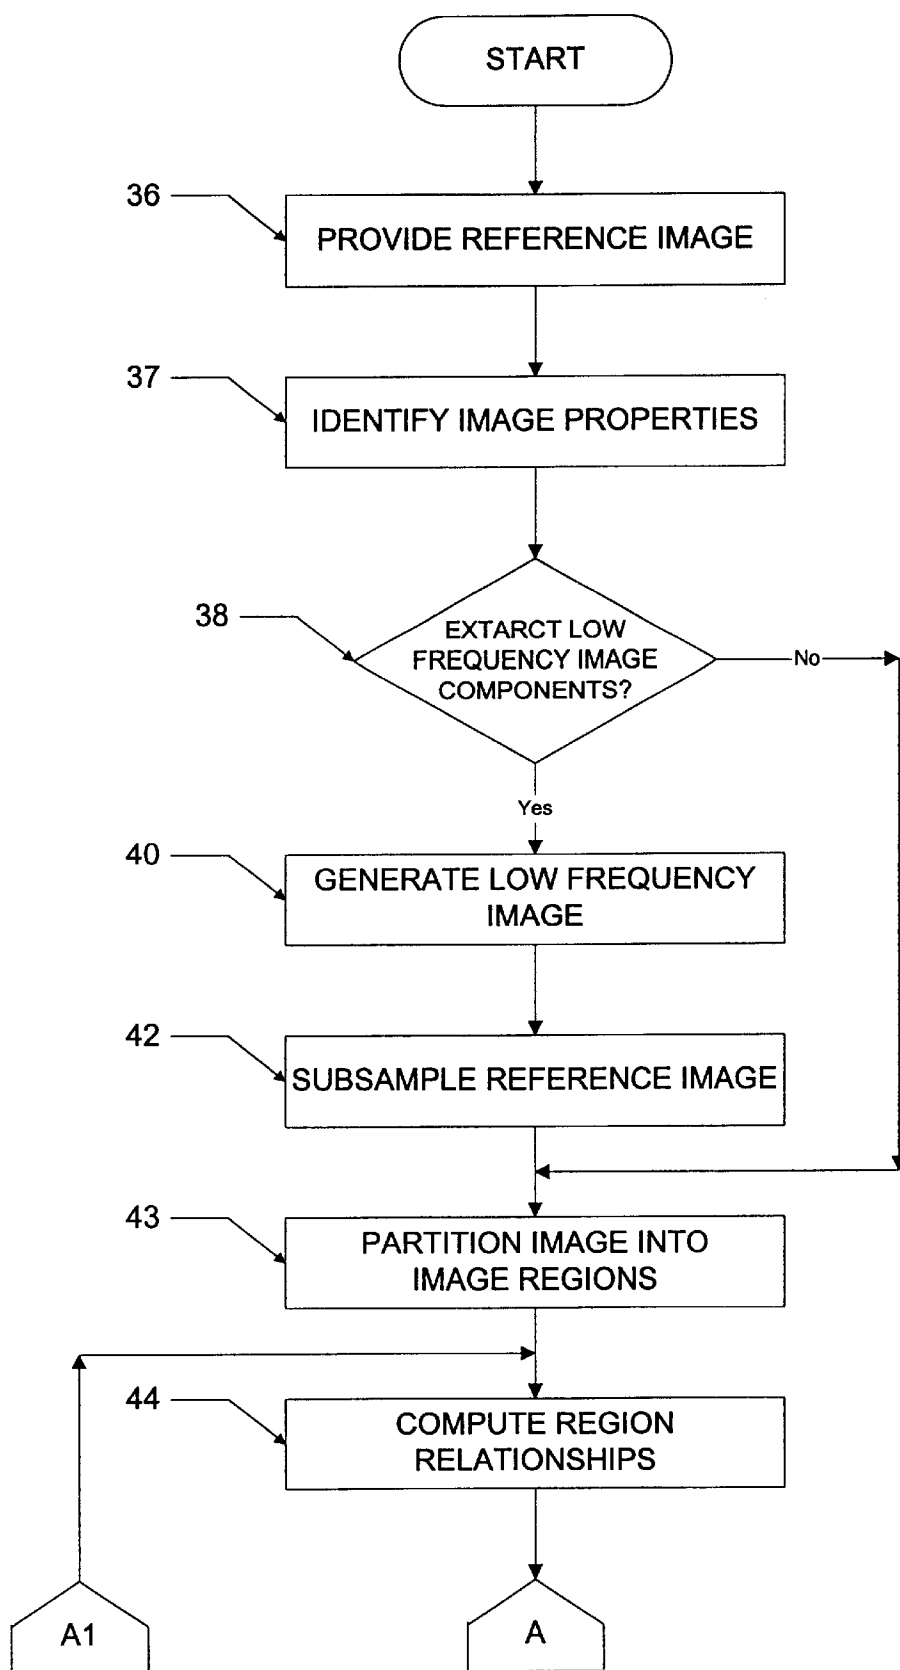 START
36
PROVIDE REFERENCE IMAGE
37
IDENTIFY IMAGE PROPERTIES
38
EXTARCT LOW
FREQUENCY IMAGE
COMPONENTS?
No
Yes
40
GENERATE LOW FREQUENCY
IMAGE
42
SUBSAMPLE REFERENCE IMAGE
43
PARTITION IMAGE INTO
IMAGE REGIONS
44
COMPUTE REGION
RELATIONSHIPS
A1
A